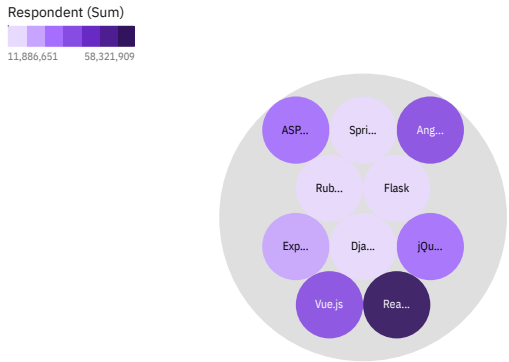 Respondent (Sum)
11,886,651 58,321,909
ASP... Spri... Ang...
Rub... Flask
Exp... Dja... jQu...
Vue.js Rea...